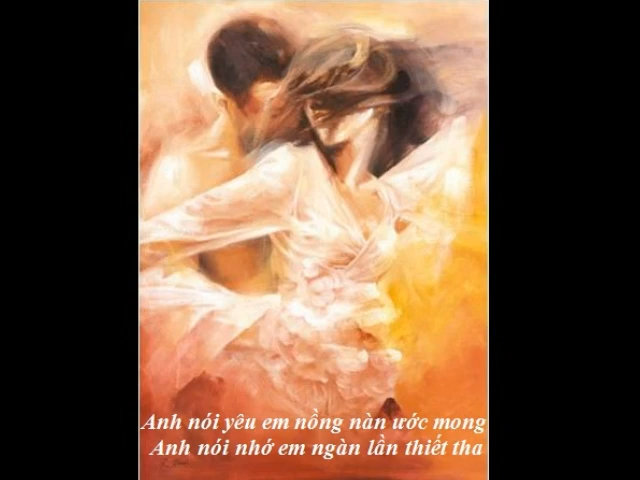 Anh nói yêu em nồng nàn ước mong
Anh nói nhớ em ngàn lần thiết tha